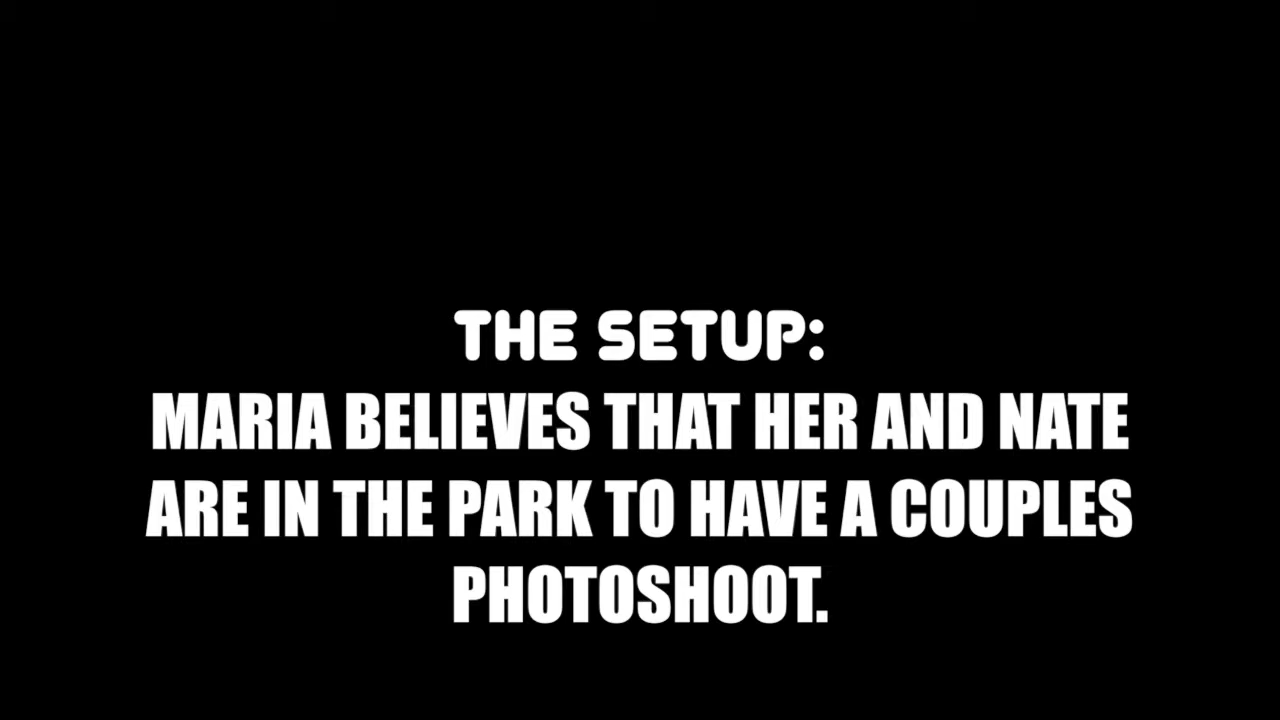 THE SETUP:
MARIA BELIEVES THAT HER AND NATE
ARE IN THE PARK TO HAVE A COUPLES
PHOTOSHOOT.